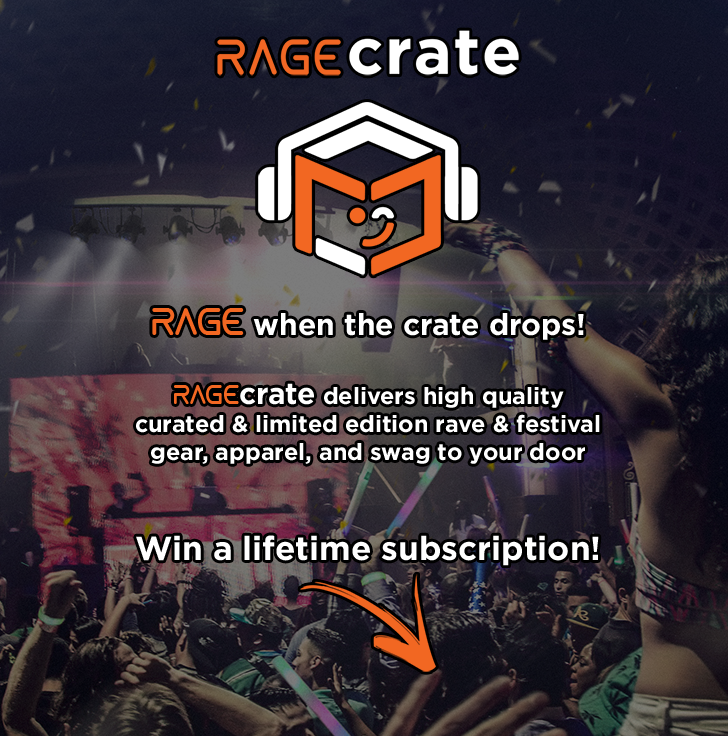 RAGEcrate
RAGE when the crate drops!
RAGEcrate delivers high quality
curated & limited edition rave & festival
gear, apparel, and swag to your door
Win a lifetime subscription!